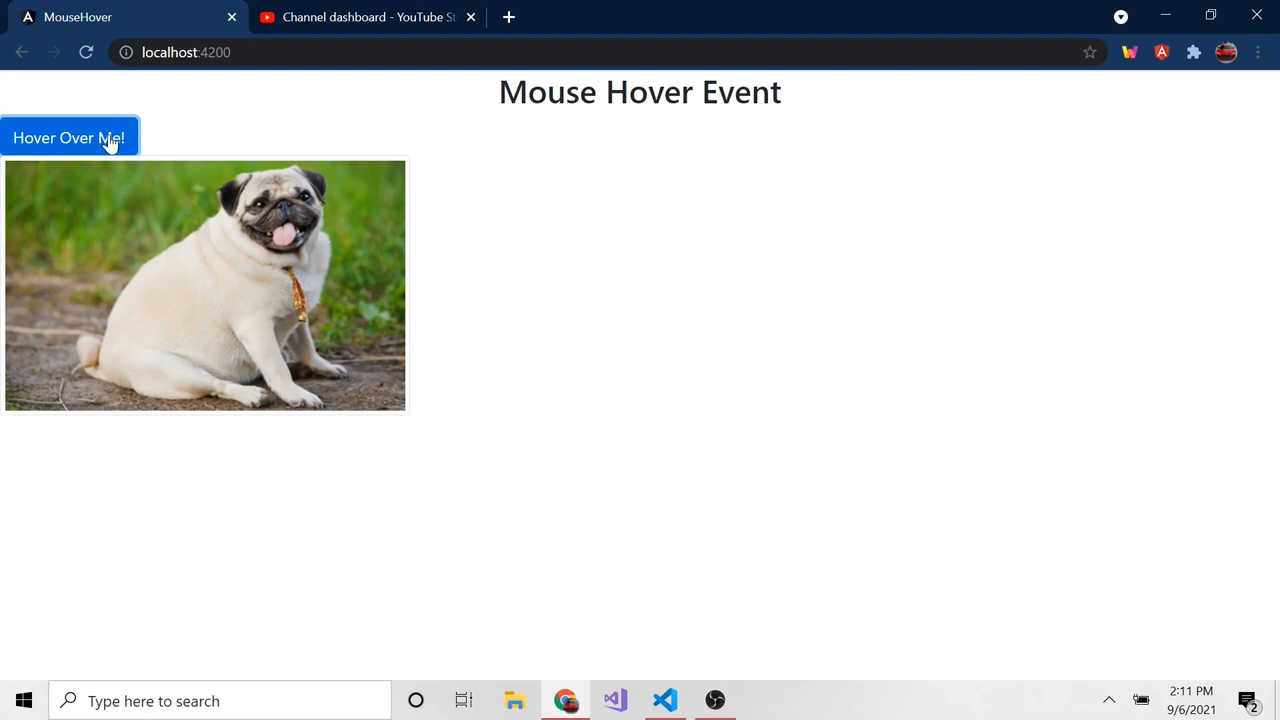 MouseHover
Channel dashboard - YouTube St
localhost:4200
Mouse Hover Event
Hover Over Me!
Type here to search
2:11 PM
9/6/2021
2